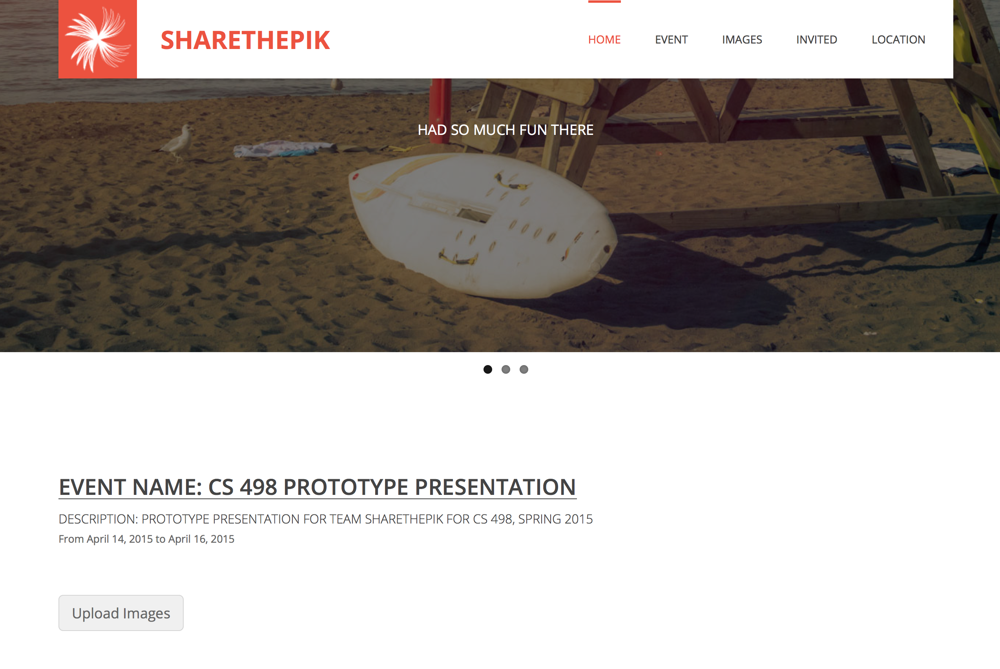 SHARETHEPIK
HOME EVENT IMAGES INVITED LOCATION
HAD SO MUCH FUN THERE
EVENT NAME: CS 498 PROTOTYPE PRESENTATION
DESCRIPTION: PROTOTYPE PRESENTATION FOR TEAM SHARETHEPIK FOR CS 498, SPRING 2015
From April 14, 2015 to April 16, 2015
Upload Images